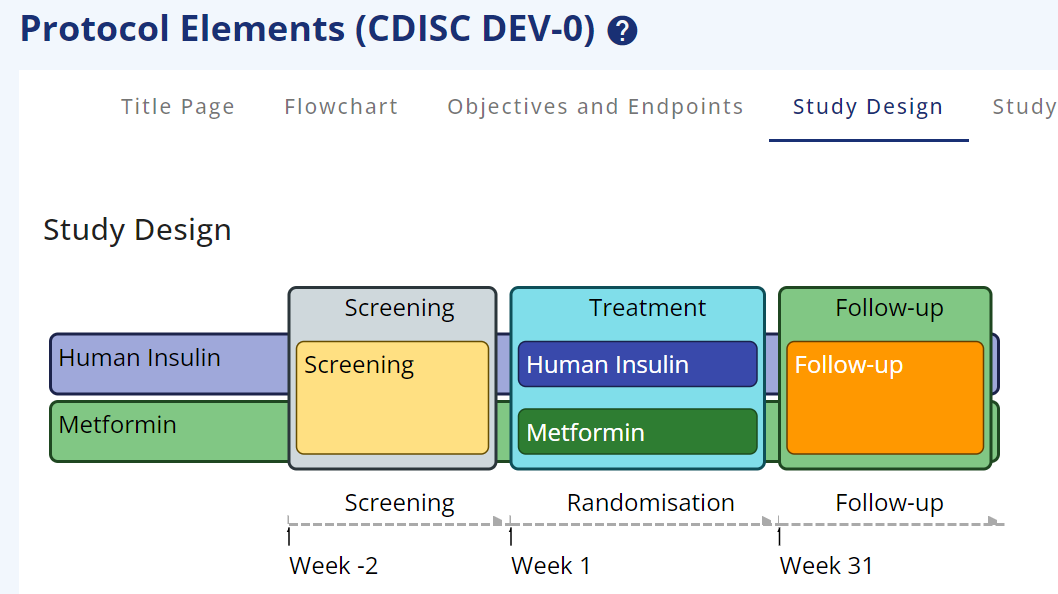 Protocol Elements (CDISC DEV-0) ?
Title Page Flowchart Objectives and Endpoints Study Design Study
Study Design
Screening Treatment Follow-up
Human Insulin Screening Human Insulin Follow-up
Metformin Metformin
Screening Randomisation Follow-up
Week -2 Week 1 Week 31